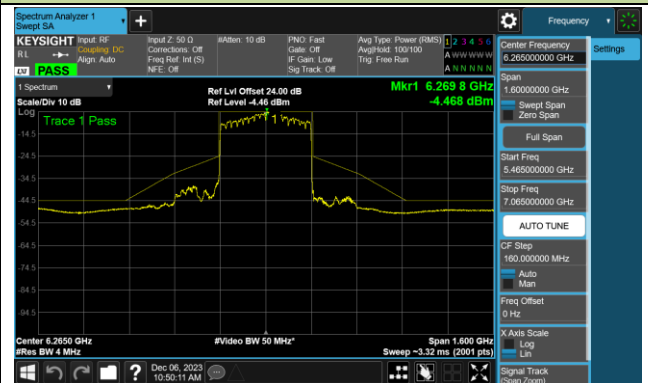 Spectrum Analyzer 1
Swept SA
Frequency
KEYSIGHT
Input: RF
Coupling: DC
Align: Auto
Input Z: 50 Ω
Corrections: Off
Freq Ref: Int (S)
NFE: Off
#Atten: 10 dB
PNO: Fast
Gate: Off
IF Gain: Low
Sig Track: Off
Avg Type: Power (RMS)
Avg|Hold: 100/100
Trig: Free Run
1 2 3 4 5 6
A W W W W W
A N N N N N
RL
LXI
PASS
1 Spectrum
Scale/Div 10 dB
Ref Lvl Offset 24.00 dB
Ref Level -4.46 dBm
Mkr1 6.269 8 GHz
-4.468 dBm
Log
Trace 1 Pass
-14.5
-24.5
-34.5
-44.5
-54.5
-64.5
-74.5
-84.5
-94.5
Center 6.2650 GHz
#Res BW 4 MHz
#Video BW 50 MHz*
Span 1.600 GHz
Sweep ~3.32 ms (2001 pts)
Dec 06, 2023
10:50:11 AM
Center Frequency
6.265000000 GHz
Settings
Span
1.60000000 GHz
Swept Span
Zero Span
Full Span
Start Freq
5.465000000 GHz
Stop Freq
7.065000000 GHz
AUTO TUNE
CF Step
160.000000 MHz
Auto
Man
Freq Offset
0 Hz
X Axis Scale
Log
Lin
Signal Track
(Span Zoom)